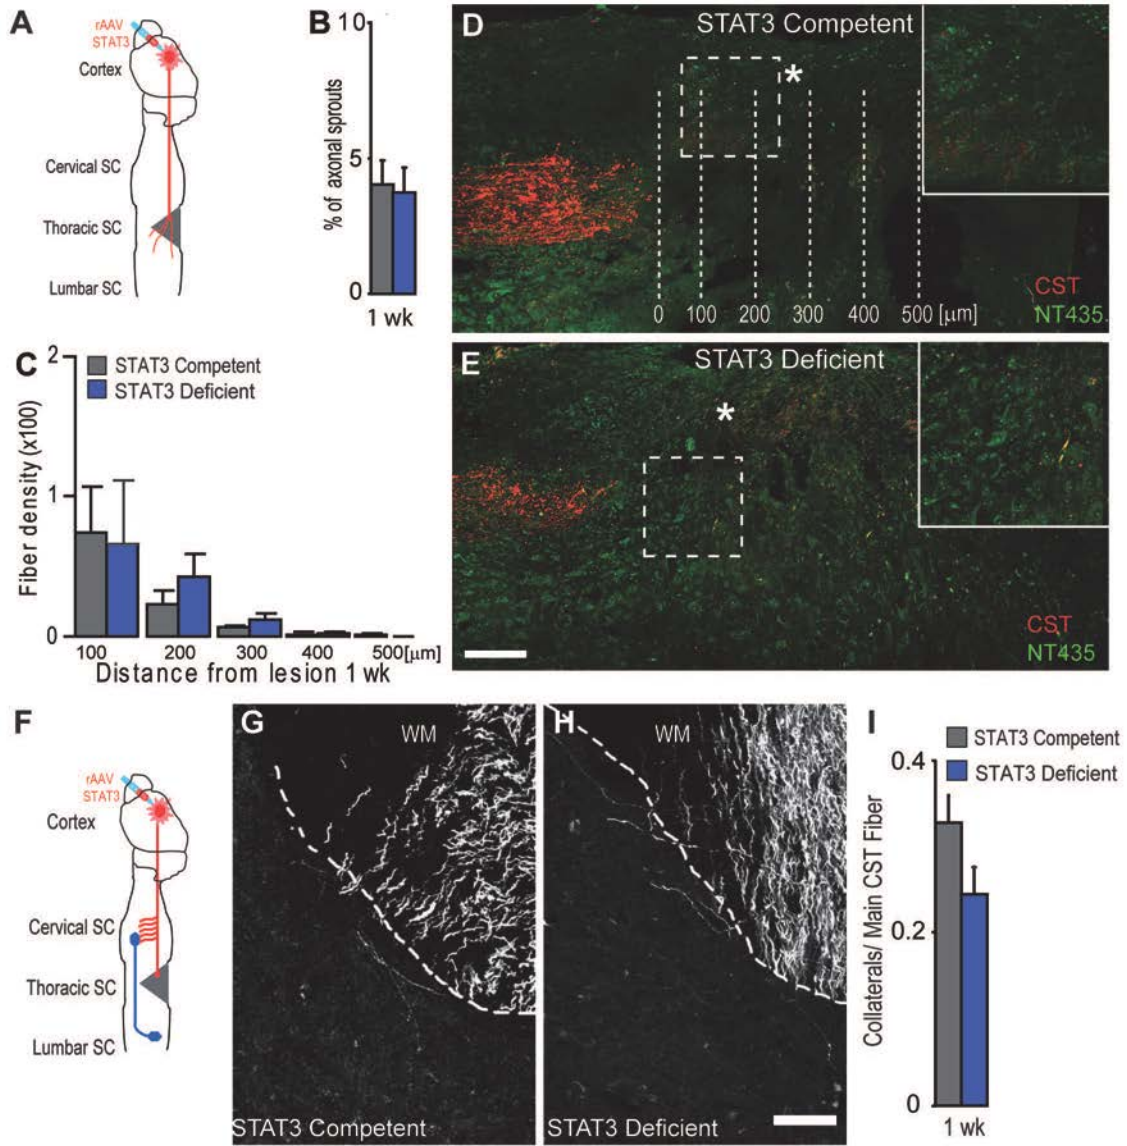 A
rAAV
STAT3
Cortex
Cervical SC
Thoracic SC
Lumbar SC
B
10
5
0
% of axonal sprouts
1 wk
C
2
1
0
Fiber density (x100)
STAT3 Competent
STAT3 Deficient
100 200 300 400 500[μm]
Distance from lesion 1 wk
D
STAT3 Competent
*
0 100 200 300 400 500 [μm]
CST
NT435
E
STAT3 Deficient
*
CST
NT435
F
rAAV
STAT3
Cortex
Cervical SC
Thoracic SC
Lumbar SC
G
WM
STAT3 Competent
H
WM
STAT3 Deficient
I
STAT3 Competent
STAT3 Deficient
0.4
0.2
0
Collaterals/ Main CST Fiber
1 wk